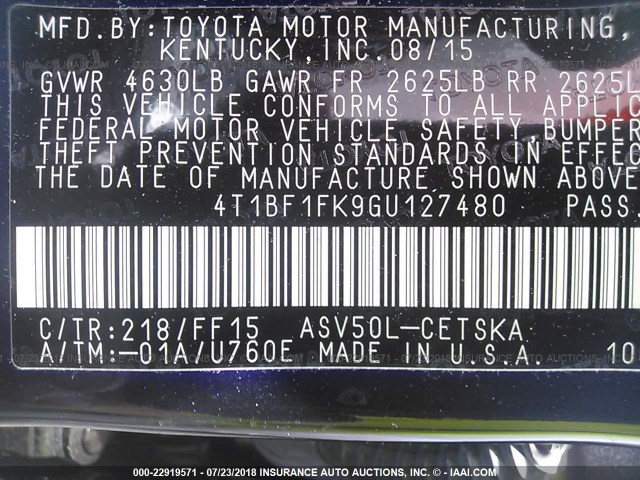 MFD. BY: TOYOTA MOTOR MANUFACTURING,
KENTUCKY, INC. 08/15
GVWR 4630LB GAWR FR 2625LB RR 2625L
THIS VEHICLE CONFORMS TO ALL APPLIC
FEDERAL MOTOR VEHICLE SAFETY BUMPER
THEFT PREVENTION STANDARDS IN EFFEC
THE DATE OF MANUFACTURE SHOWN ABOVE
4T1BF1FK9GU127480 PASS
C/TR:218/FF15 ASV50L-CETSKA
A/TM:-04A/U760E MADE IN U.S.A. 10
000-22919571 - 07/23/2018 - INSURANCE AUTO AUCTIONS - © - IAAI.COM